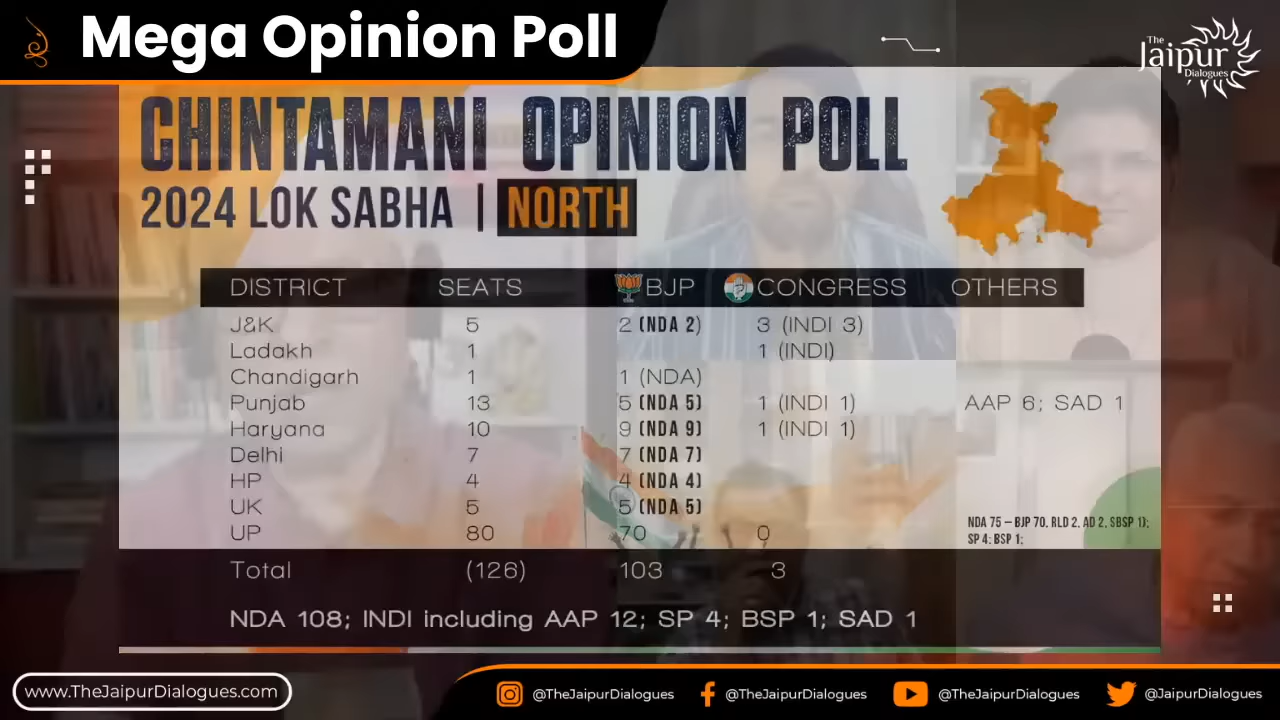 Mega Opinion Poll
The
Jaipur
Dialogues
CHINTAMANI OPINION POLL
2024 LOK SABHA | NORTH
DISTRICT SEATS BJP CONGRESS OTHERS
J&K 5 2 (NDA 2) 3 (INDI 3)
Ladakh 1 1 (INDI)
Chandigarh 1 1 (NDA)
Punjab 13 5 (NDA 5) 1 (INDI 1) AAP 6; SAD 1
Haryana 10 9 (NDA 9) 1 (INDI 1)
Delhi 7 7 (NDA 7)
HP 4 4 (NDA 4)
UK 5 5 (NDA 5)
UP 80 70 0 NDA 75 – BJP 70, RLD 2, AD 2, SBSP 1);
SP 4; BSP 1;
Total (126) 103 3
NDA 108; INDI including AAP 12; SP 4; BSP 1; SAD 1
www.TheJaipurDialogues.com @TheJaipurDialogues @TheJaipurDialogues @TheJaipurDialogues @JaipurDialogues